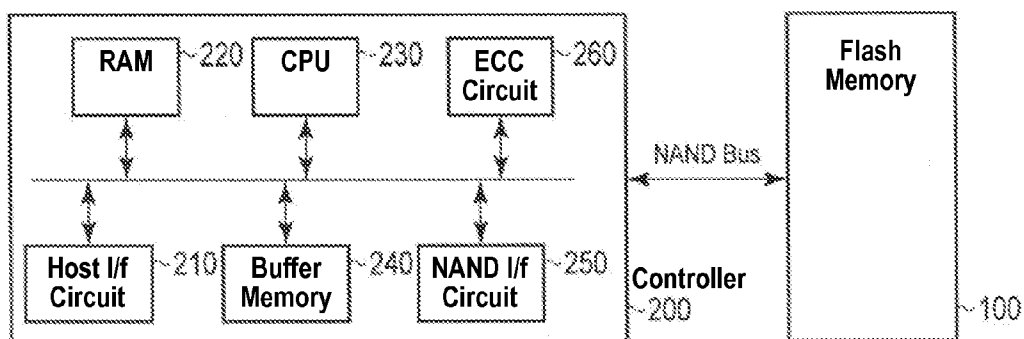 RAM
220
CPU
230
ECC
Circuit
260
Flash
Memory
NAND Bus
Host I/f
Circuit
210
Buffer
Memory
240
NAND I/f
Circuit
250
Controller
200
100